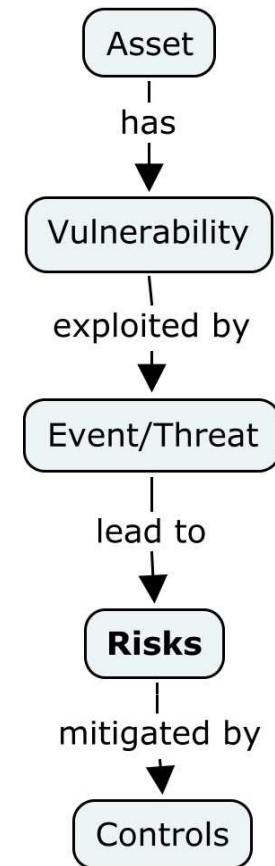 Asset
has
Vulnerability
exploited by
Event/Threat
lead to
Risks
mitigated by
Controls